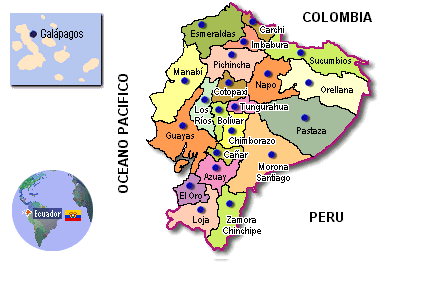 COLOMBIA
Galápagos
Carchi
Esmeraldas
Imbabura
Pichincha
Sucumbios
Manabí
Napo
Orellana
Cotopaxi
Tungurahua
Los
Ríos
Bolivar
Pastaza
Guayas
Chimborazo
Cañar
Morona
Santiago
Azuay
El Oro
Loja
Zamora
Chinchipe
OCEANO PACIFICO
Ecuador
PERU